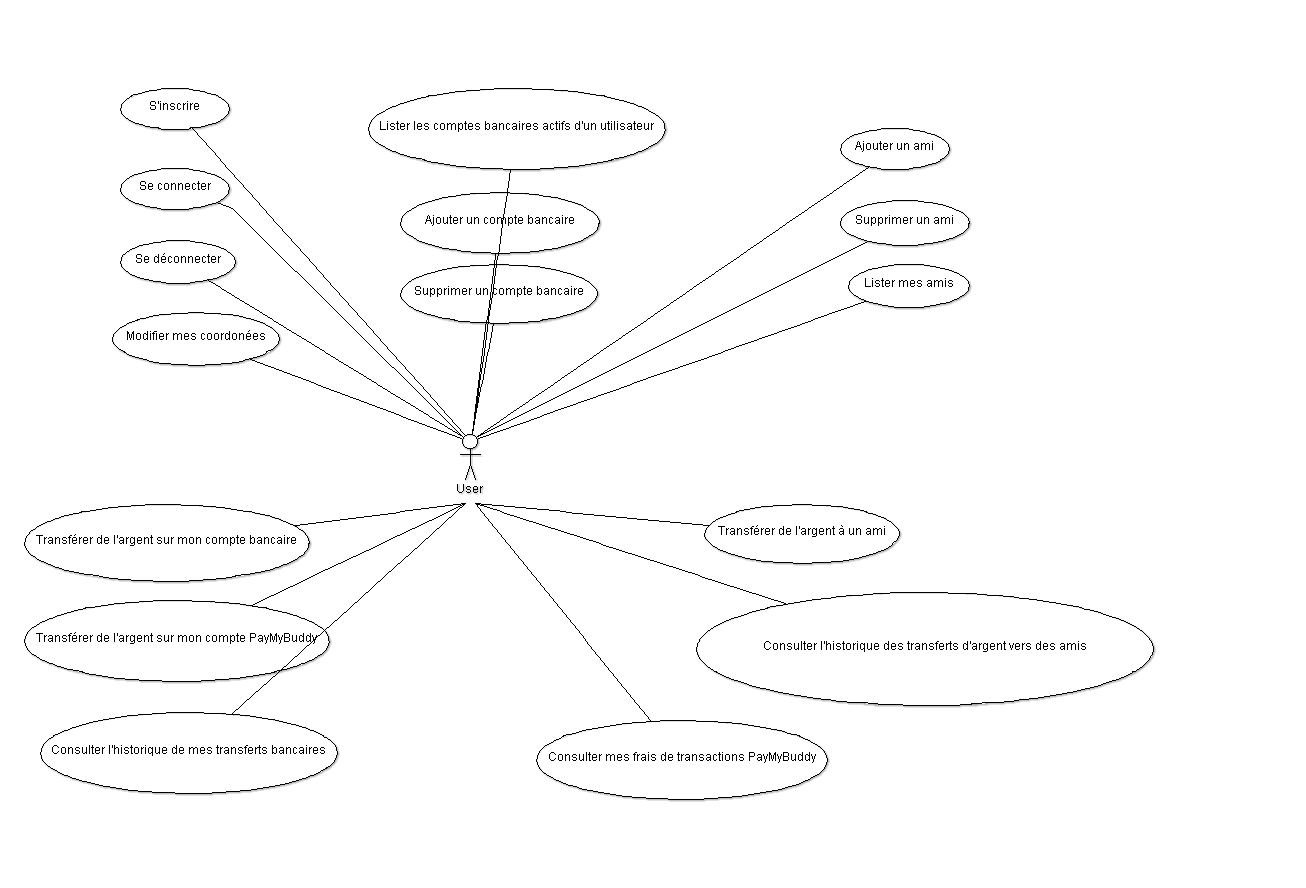 S'inscrire
Se connecter
Se déconnecter
Modifier mes coordonées
Lister les comptes bancaires actifs d'un utilisateur
Ajouter un compte bancaire
Supprimer un compte bancaire
Ajouter un ami
Supprimer un ami
Lister mes amis
User
Transférer de l'argent sur mon compte bancaire
Transférer de l'argent sur mon compte PayMyBuddy
Consulter l'historique de mes transferts bancaires
Transférer de l'argent à un ami
Consulter l'historique des transferts d'argent vers des amis
Consulter mes frais de transactions PayMyBuddy